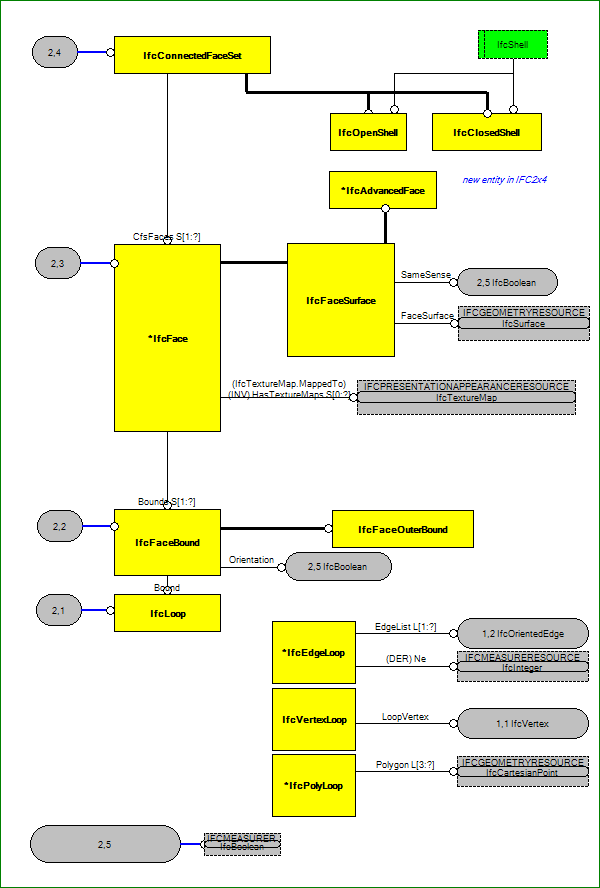 2,4
IfcConnectedFaceSet
IfcShell
IfcOpenShell
IfcClosedShell
new entity in IFC2x4
*IfcAdvancedFace
CfsFaces S[1:?]
2,3
*IfcFace
IfcFaceSurface
SameSense
2,5 IfcBoolean
FaceSurface
IFCGEOMETRYRESOURCE
IfcSurface
(IfcTextureMap.MappedTo)
(INV) HasTextureMaps S[0:?]
IFCPRESENTATIONAPPEARANCERESOURCE
IfcTextureMap
Bounds S[1:?]
2,2
IfcFaceBound
IfcFaceOuterBound
Orientation
2,5 IfcBoolean
Bound
2,1
IfcLoop
*IfcEdgeLoop
EdgeList L[1:?]
1,2 IfcOrientedEdge
(DER) Ne
IFCMEASURERESOURCE
IfcInteger
IfcVertexLoop
LoopVertex
1,1 IfcVertex
*IfcPolyLoop
Polygon L[3:?]
IFCGEOMETRYRESOURCE
IfcCartesianPoint
2,5
IFCMEASURER
IfcBoolean